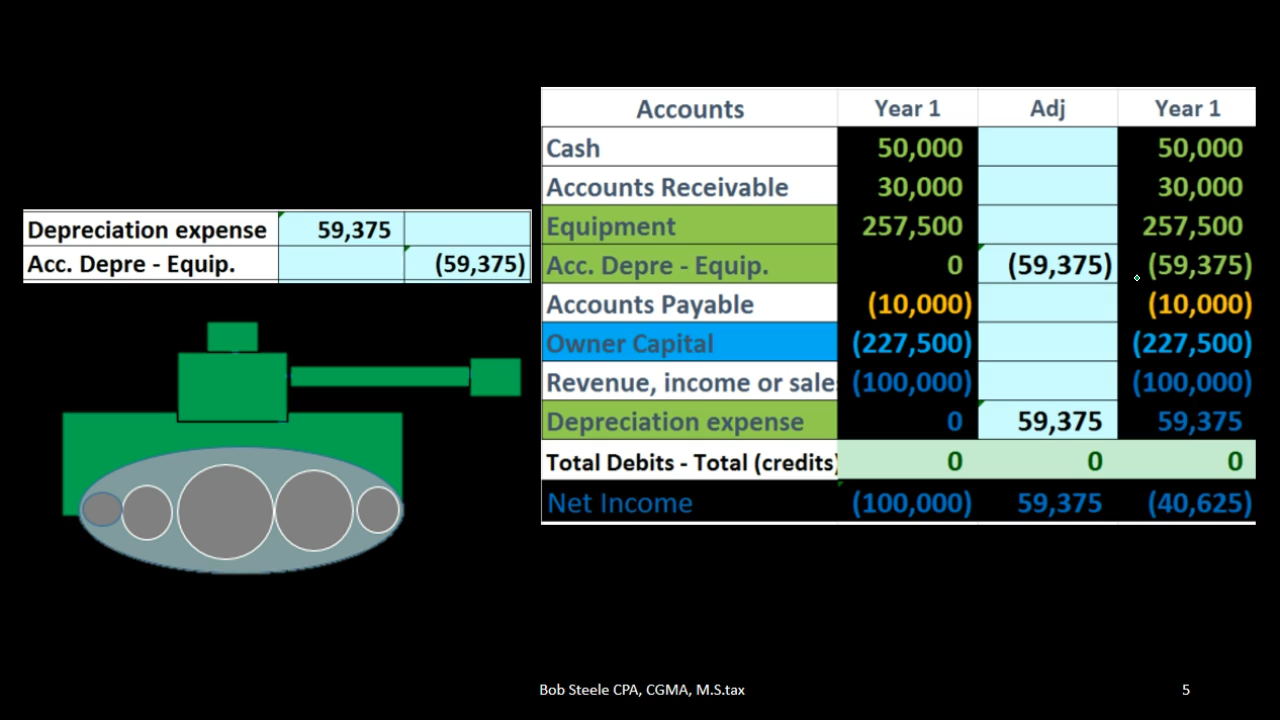 Depreciation expense 59,375
Acc. Depre - Equip. (59,375)
Accounts Year 1 Adj Year 1
Cash 50,000 50,000
Accounts Receivable 30,000 30,000
Equipment 257,500 257,500
Acc. Depre - Equip. 0 (59,375) (59,375)
Accounts Payable (10,000) (10,000)
Owner Capital (227,500) (227,500)
Revenue, income or sale (100,000) (100,000)
Depreciation expense 0 59,375 59,375
Total Debits - Total (credits) 0 0 0
Net Income (100,000) 59,375 (40,625)
Bob Steele CPA, CGMA, M.S.tax 5